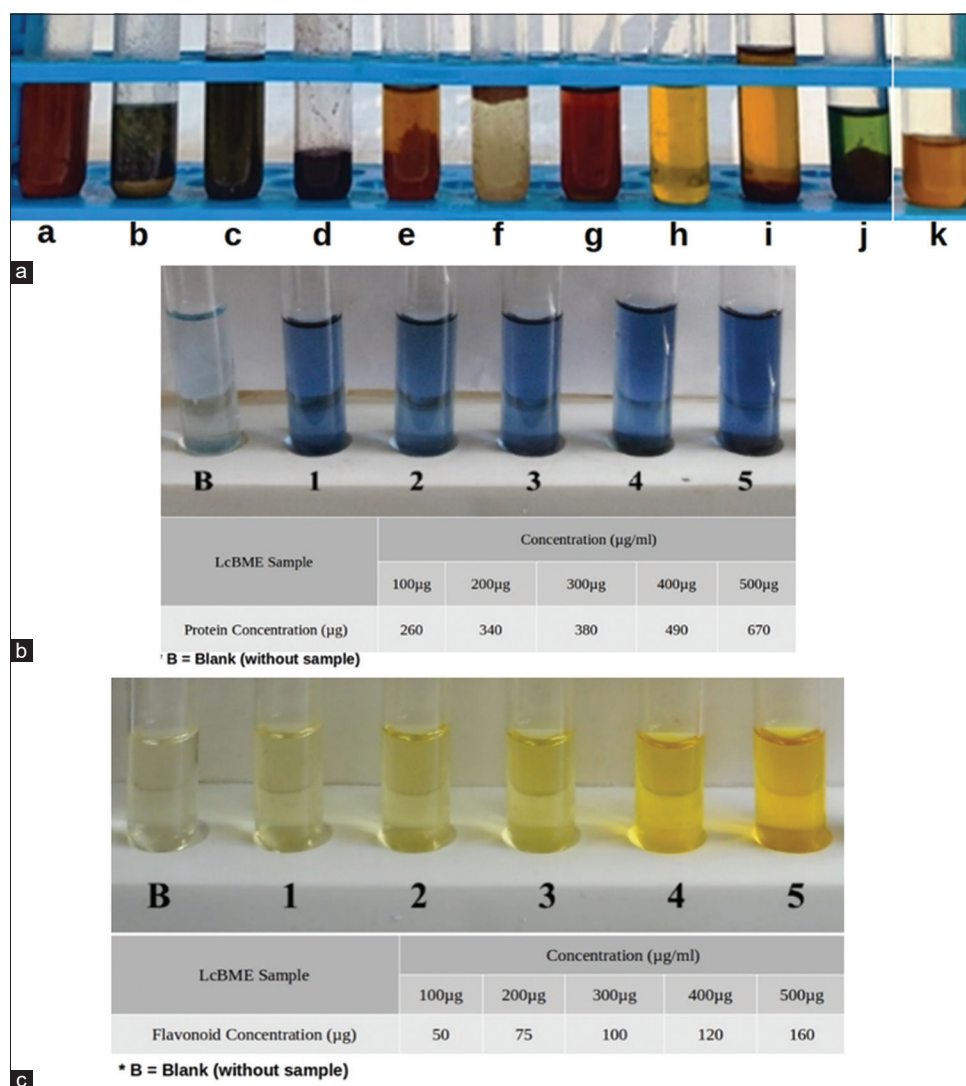 a b c d e f g h i j k
a
B 1 2 3 4 5
LcBME Sample
Concentration (µg/ml)
100µg 200µg 300µg 400µg 500µg
Protein Concentration (µg) 260 340 380 490 670
b
* B = Blank (without sample)
B 1 2 3 4 5
LcBME Sample
Concentration (µg/ml)
100µg 200µg 300µg 400µg 500µg
Flavonoid Concentration (µg) 50 75 100 120 160
* B = Blank (without sample)
c